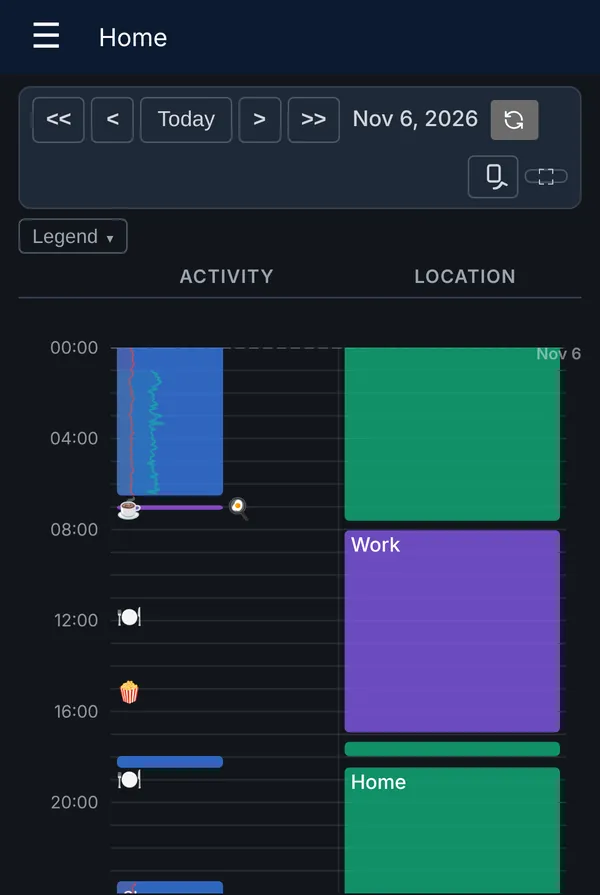 Home
<< < Today > >> Nov 6, 2026
Legend ▾
ACTIVITY LOCATION
00:00 Nov 6
04:00
08:00 Work
12:00
16:00
Home
20:00